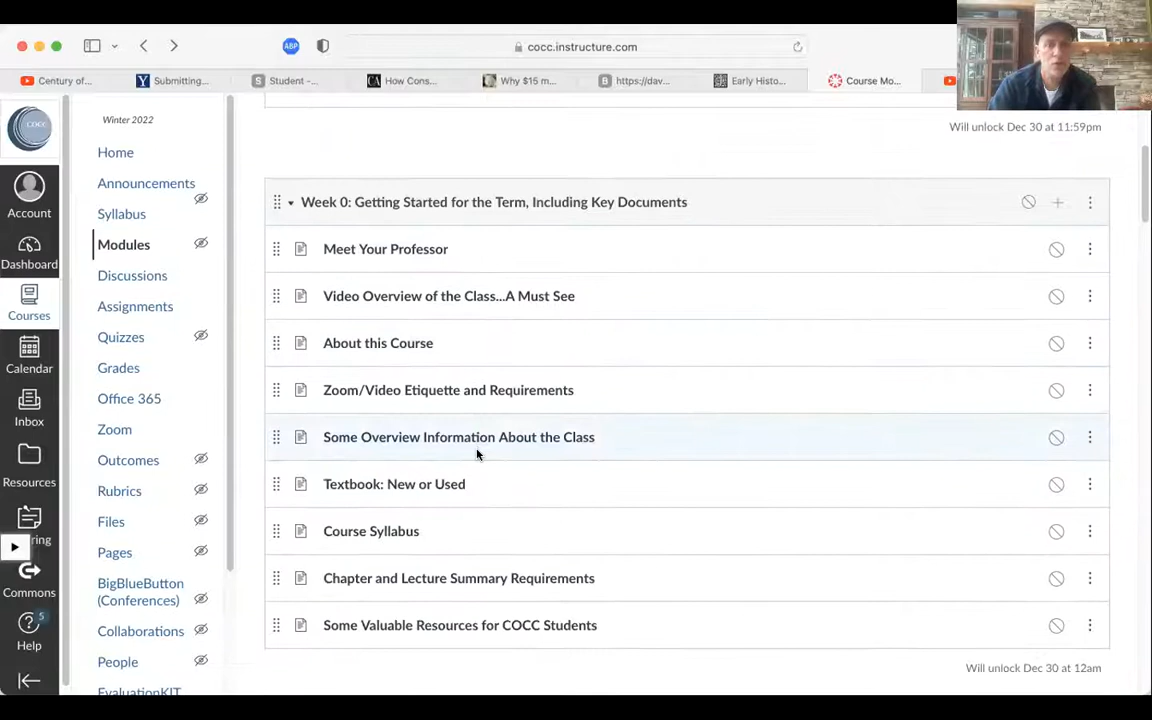 ABP
cocc.instructure.com
Century of...
Submitting...
Student -...
How Cons...
Why $15 m...
https://dav...
Early Histo...
Course Mo...
COCC
Account
Dashboard
Courses
Calendar
Inbox
Resources
ring
Commons
5
Help
Winter 2022
Home
Announcements
Syllabus
Modules
Discussions
Assignments
Quizzes
Grades
Office 365
Zoom
Outcomes
Rubrics
Files
Pages
BigBlueButton
(Conferences)
Collaborations
People
EvaluationKIT
Will unlock Dec 30 at 11:59pm
Week 0: Getting Started for the Term, Including Key Documents
Meet Your Professor
Video Overview of the Class...A Must See
About this Course
Zoom/Video Etiquette and Requirements
Some Overview Information About the Class
Textbook: New or Used
Course Syllabus
Chapter and Lecture Summary Requirements
Some Valuable Resources for COCC Students
Will unlock Dec 30 at 12am